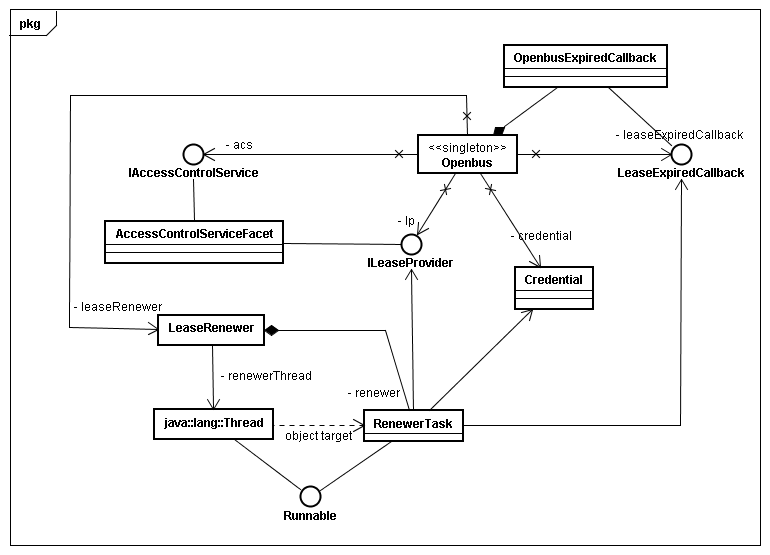 pkg
OpenbusExpiredCallback
<<singleton>>
Openbus
- leaseExpiredCallback
- acs
IAccessControlService
LeaseExpiredCallback
- lp
AccessControlServiceFacet
- credential
ILeaseProvider
Credential
- leaseRenewer
LeaseRenewer
- renewerThread
- renewer
java::lang::Thread
RenewerTask
object target
Runnable